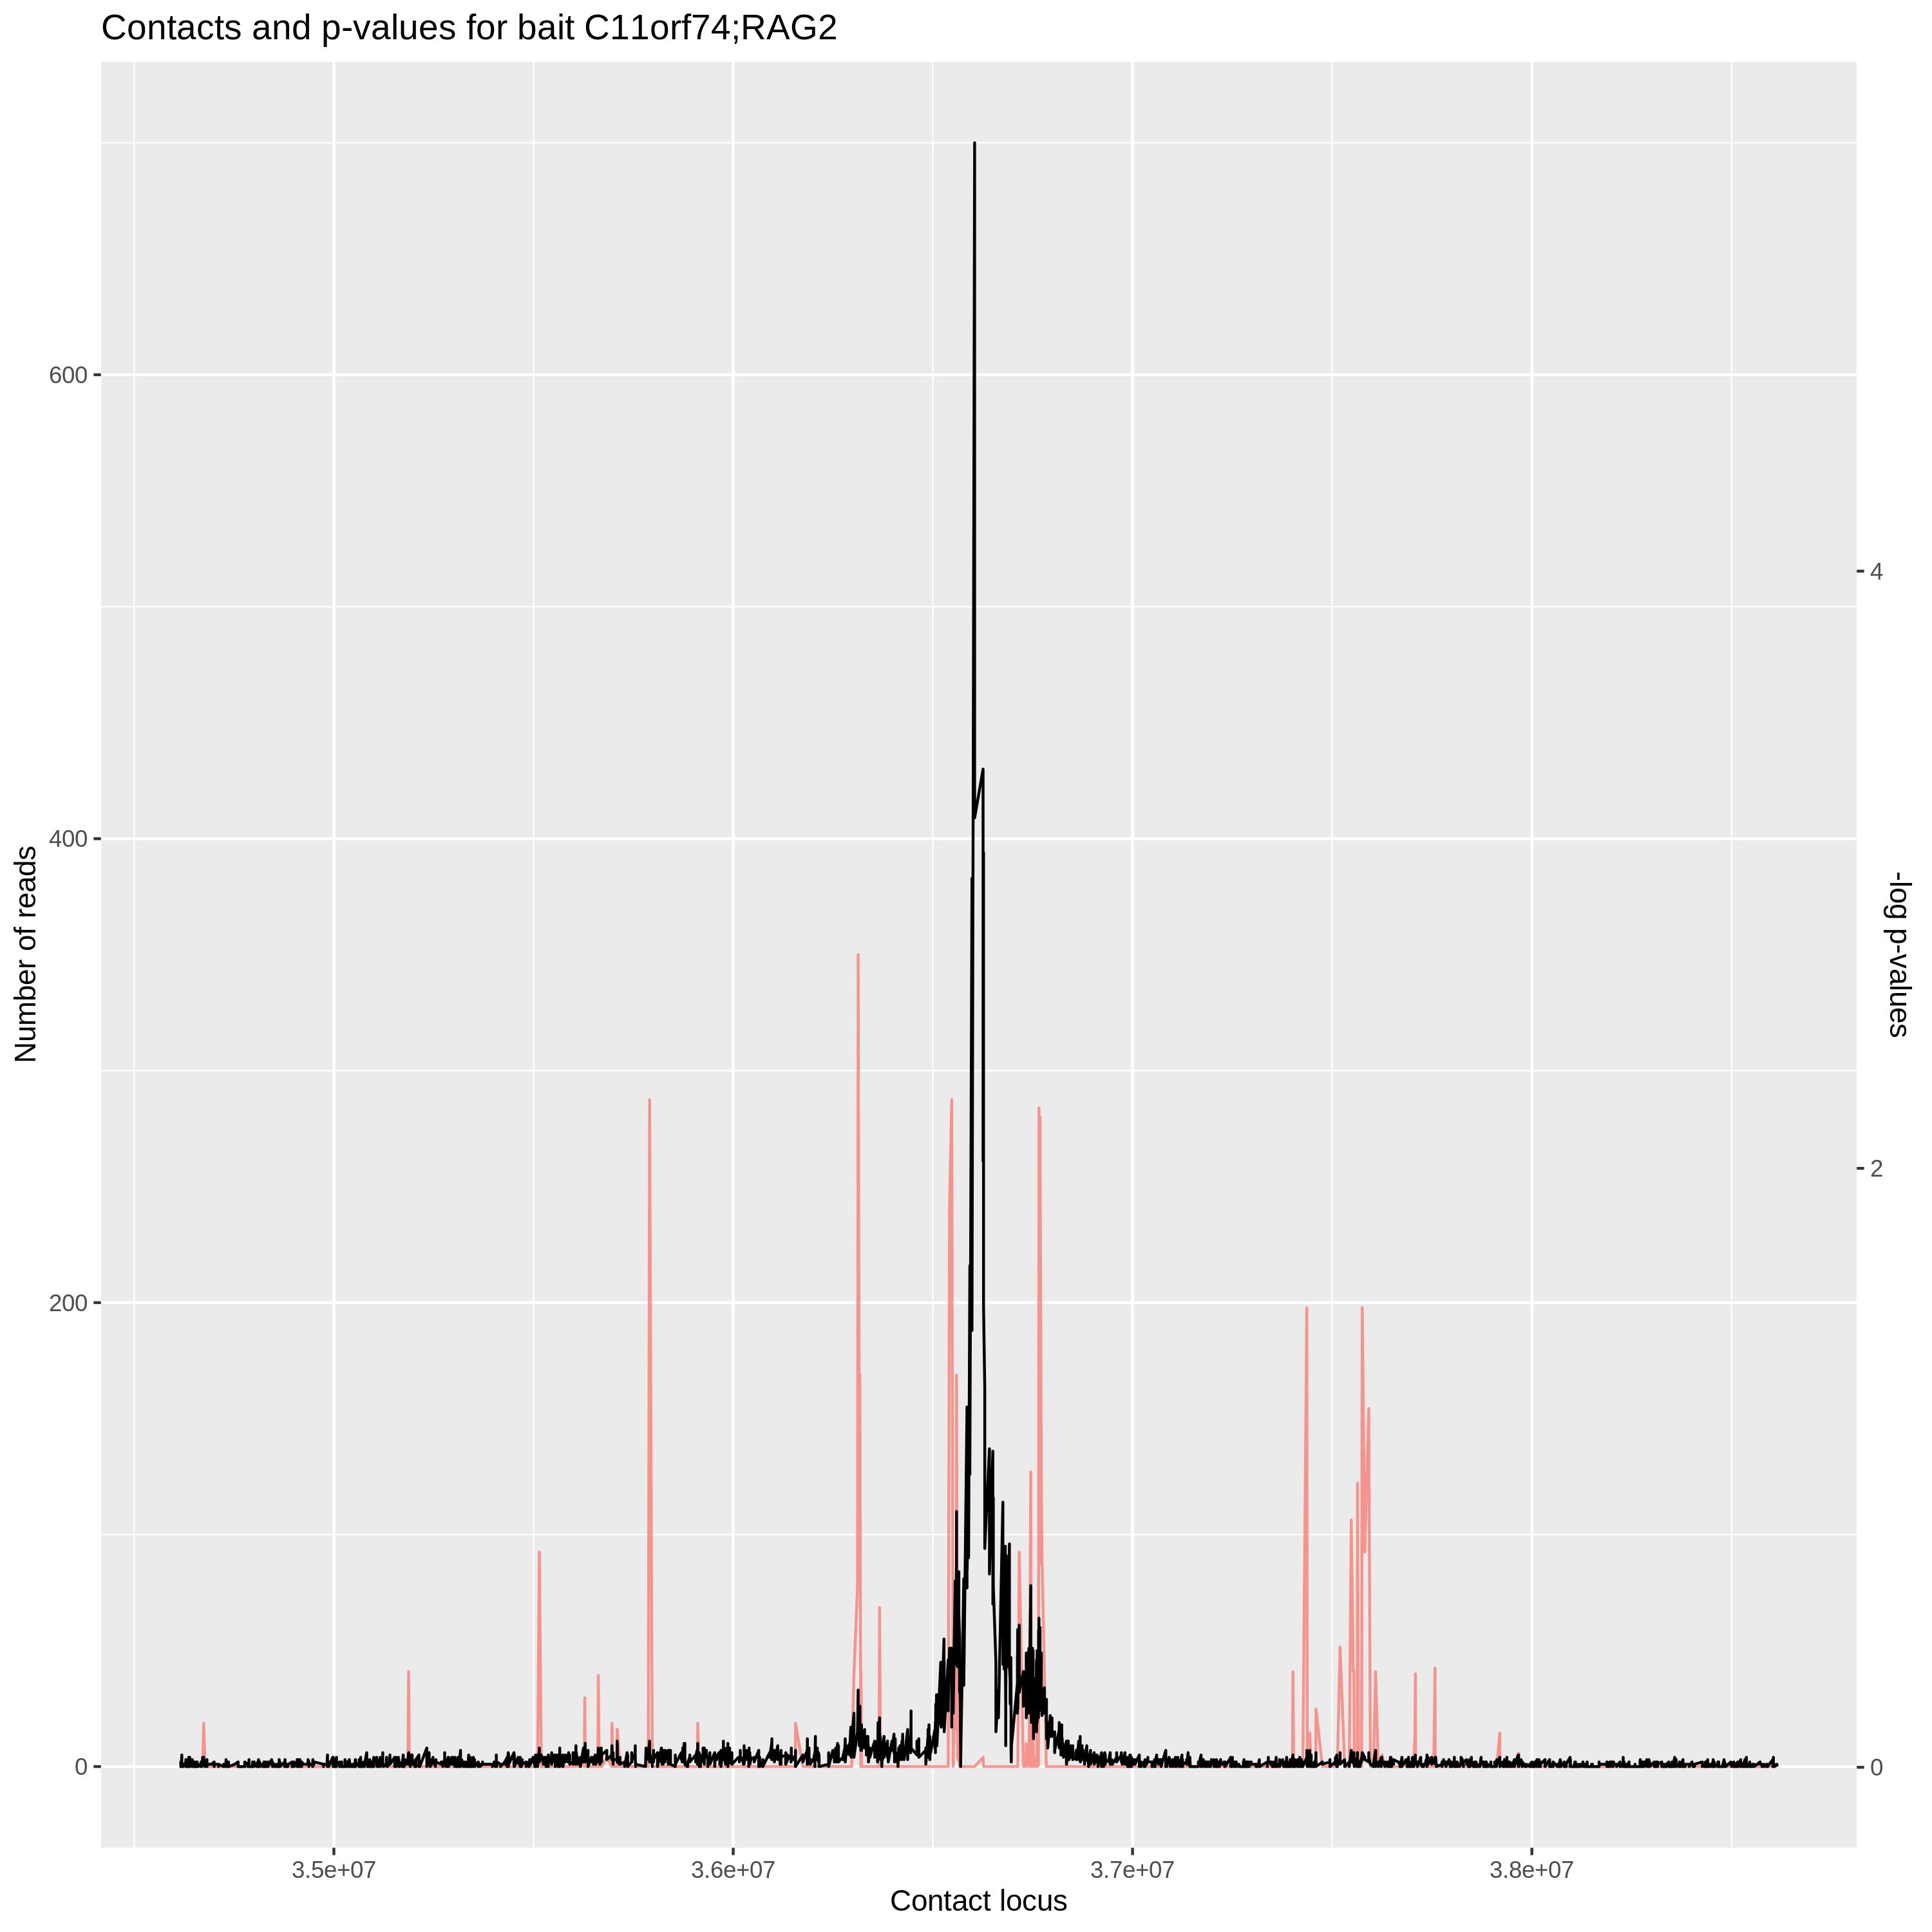 Contacts and p-values for bait C11orf74;RAG2
600
400
200
0
Number of reads
4
2
0
-log p-values
3.5e+07
3.6e+07
3.7e+07
3.8e+07
Contact locus